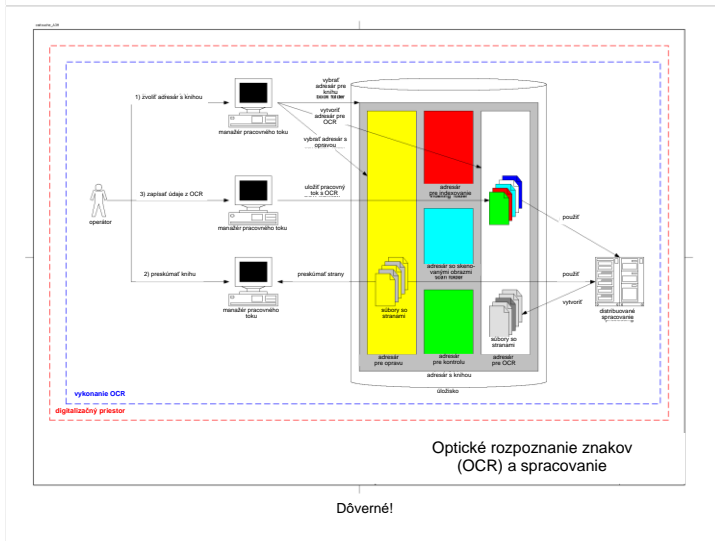 1) zvoliť adresár s knihou
manažér pracovného toku
vybrať
adresár pre
knihu
vytvoriť
adresár pre
OCR
vybrať adresár s
opravou
3) zapísať údaje z OCR
operátor
manažér pracovného toku
uložiť pracovný
tok s OCR
adresár
pre indexovanie
použiť
2) preskúmať knihu
manažér pracovného
toku
preskúmať strany
adresár so skeno-
vanými obrazmi
scan folder
použiť
vytvoriť
distribuované
spracovanie
súbory so
stranami
súbory so
stranami
adresár
pre opravu
adresár
pre kontrolu
adresár
pre OCR
adresár s knihou
úložisko
vykonanie OCR
digitalizačný priestor
Optické rozpoznanie znakov
(OCR) a spracovanie
Dôverné!